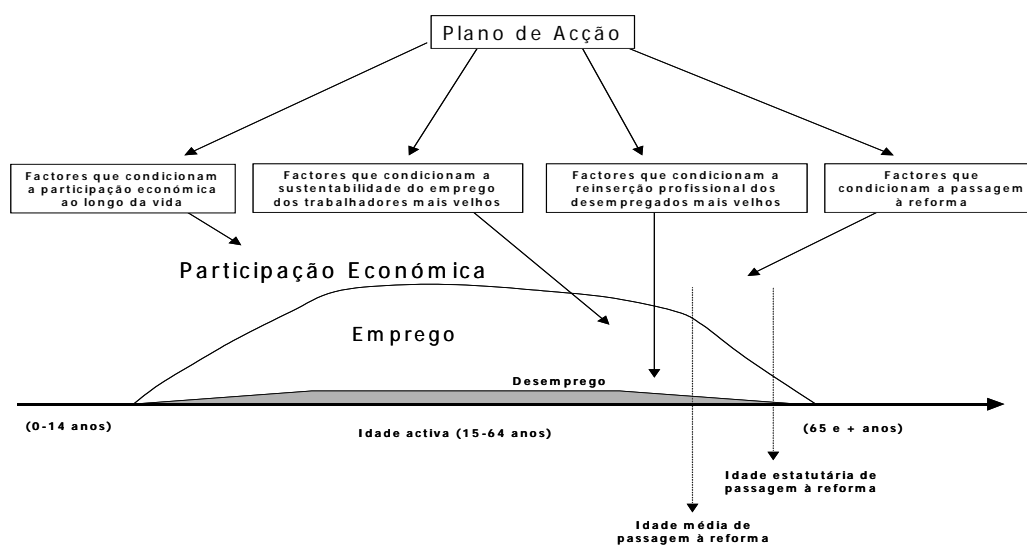 Plano de Acção
Factores que condicionam
a participação económica
ao longo da vida
Factores que condicionam a
sustentabilidade do emprego
dos trabalhadores mais velhos
Factores que condicionam a
reinserção profissional dos
desempregados mais velhos
Factores que
condicionam a passagem
à reforma
Participação Económica
Emprego
Desemprego
(0-14 anos)
Idade activa (15-64 anos)
(65 e + anos)
Idade estatutária de
passagem à reforma
Idade média de
passagem à reforma